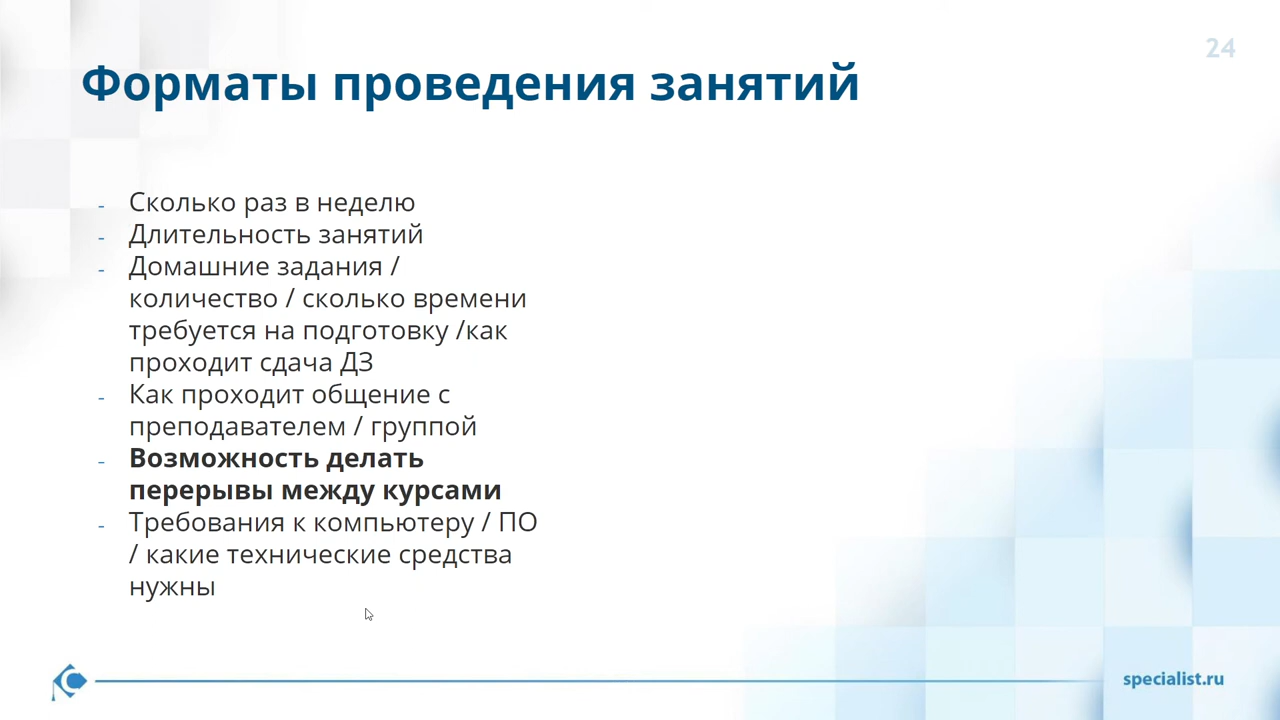 24
Форматы проведения занятий
- Сколько раз в неделю
- Длительность занятий
- Домашние задания /
количество / сколько времени
требуется на подготовку /как
проходит сдача ДЗ
- Как проходит общение с
преподавателем / группой
- Возможность делать
перерывы между курсами
- Требования к компьютеру / ПО
/ какие технические средства
нужны
specialist.ru